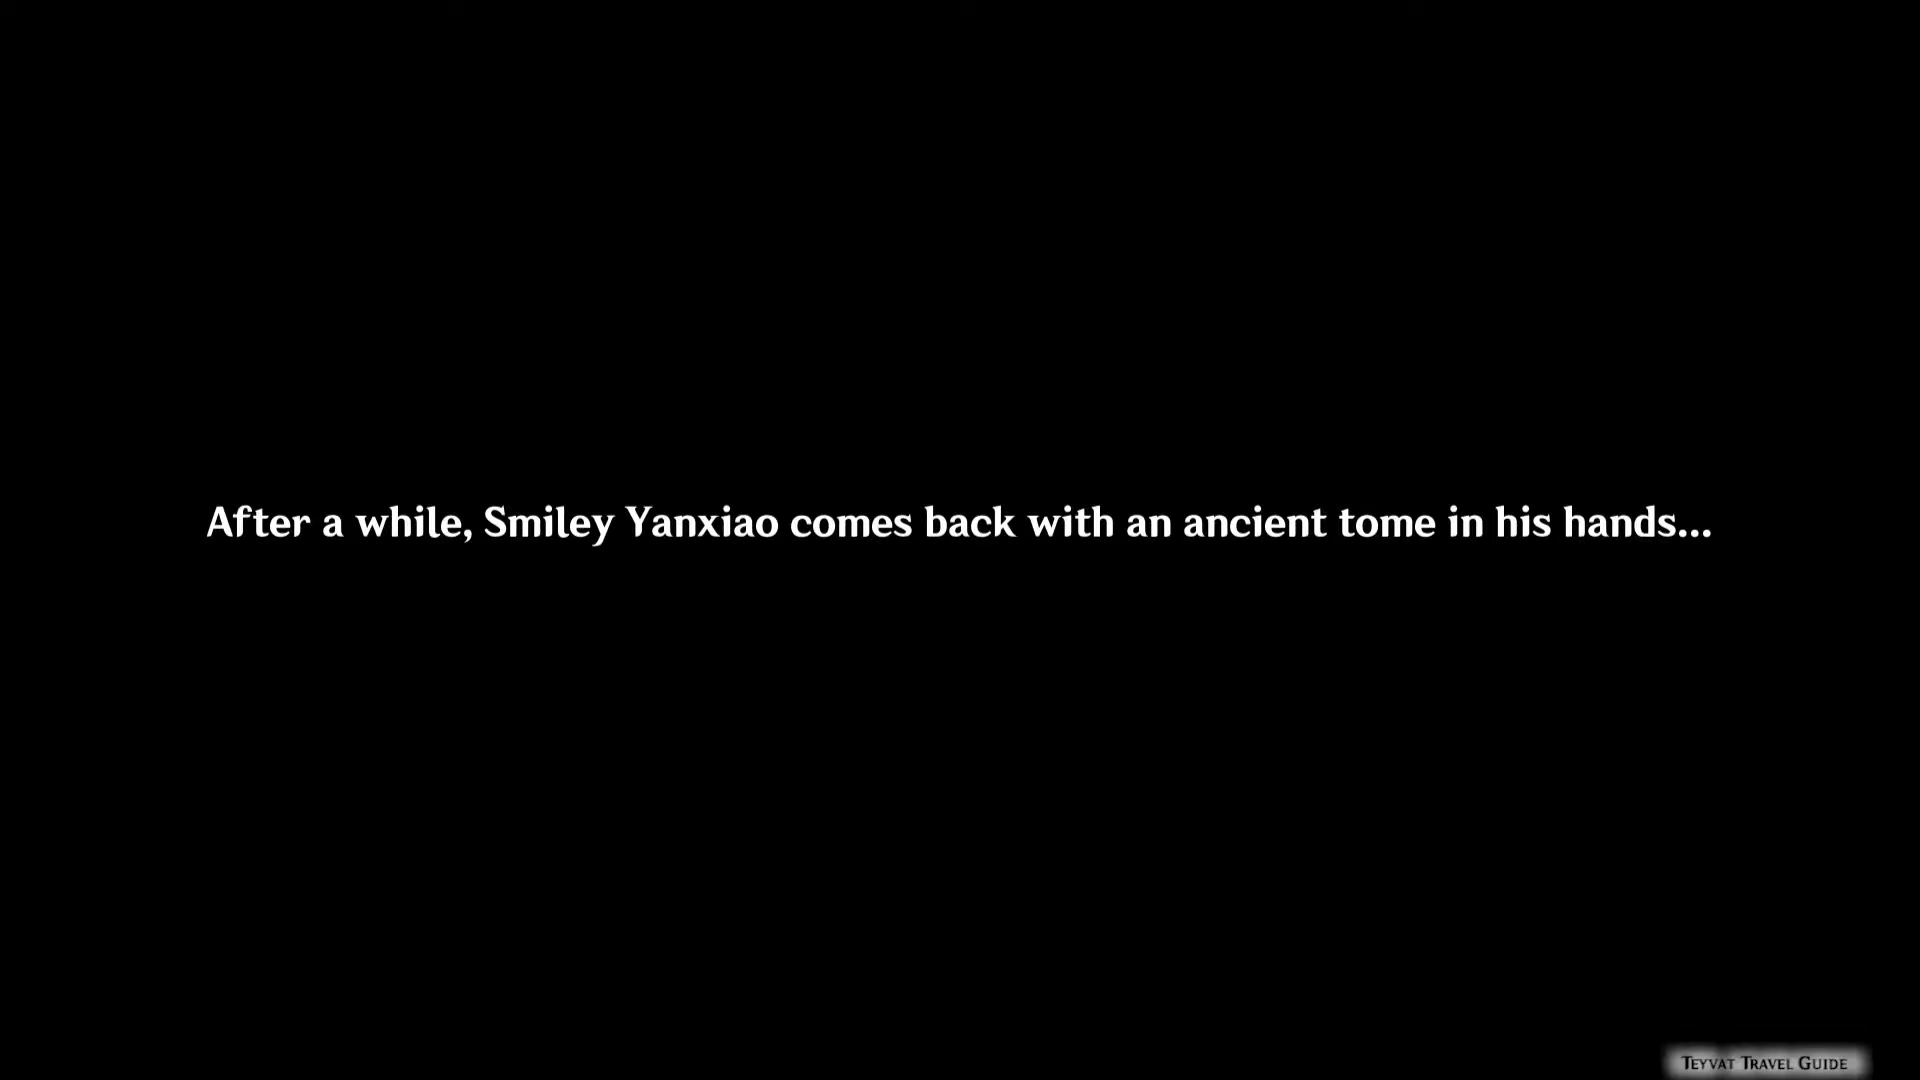 After a while, Smiley Yanxiao comes back with an ancient tome in his hands...
TEYVAT TRAVEL GUIDE